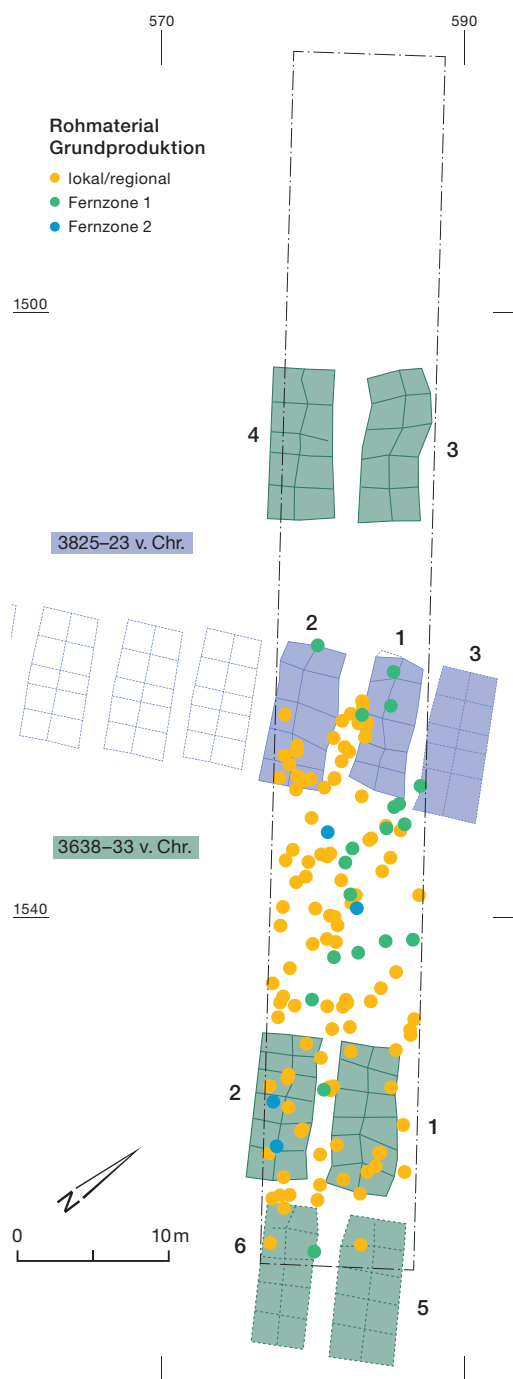 570
590
Rohmaterial
Grundproduktion
lokal/regional
Fernzone 1
Fernzone 2
1500
4
3
3825–23 v. Chr.
2
1
3
3638–33 v. Chr.
1540
2
1
N
0
10 m
6
5